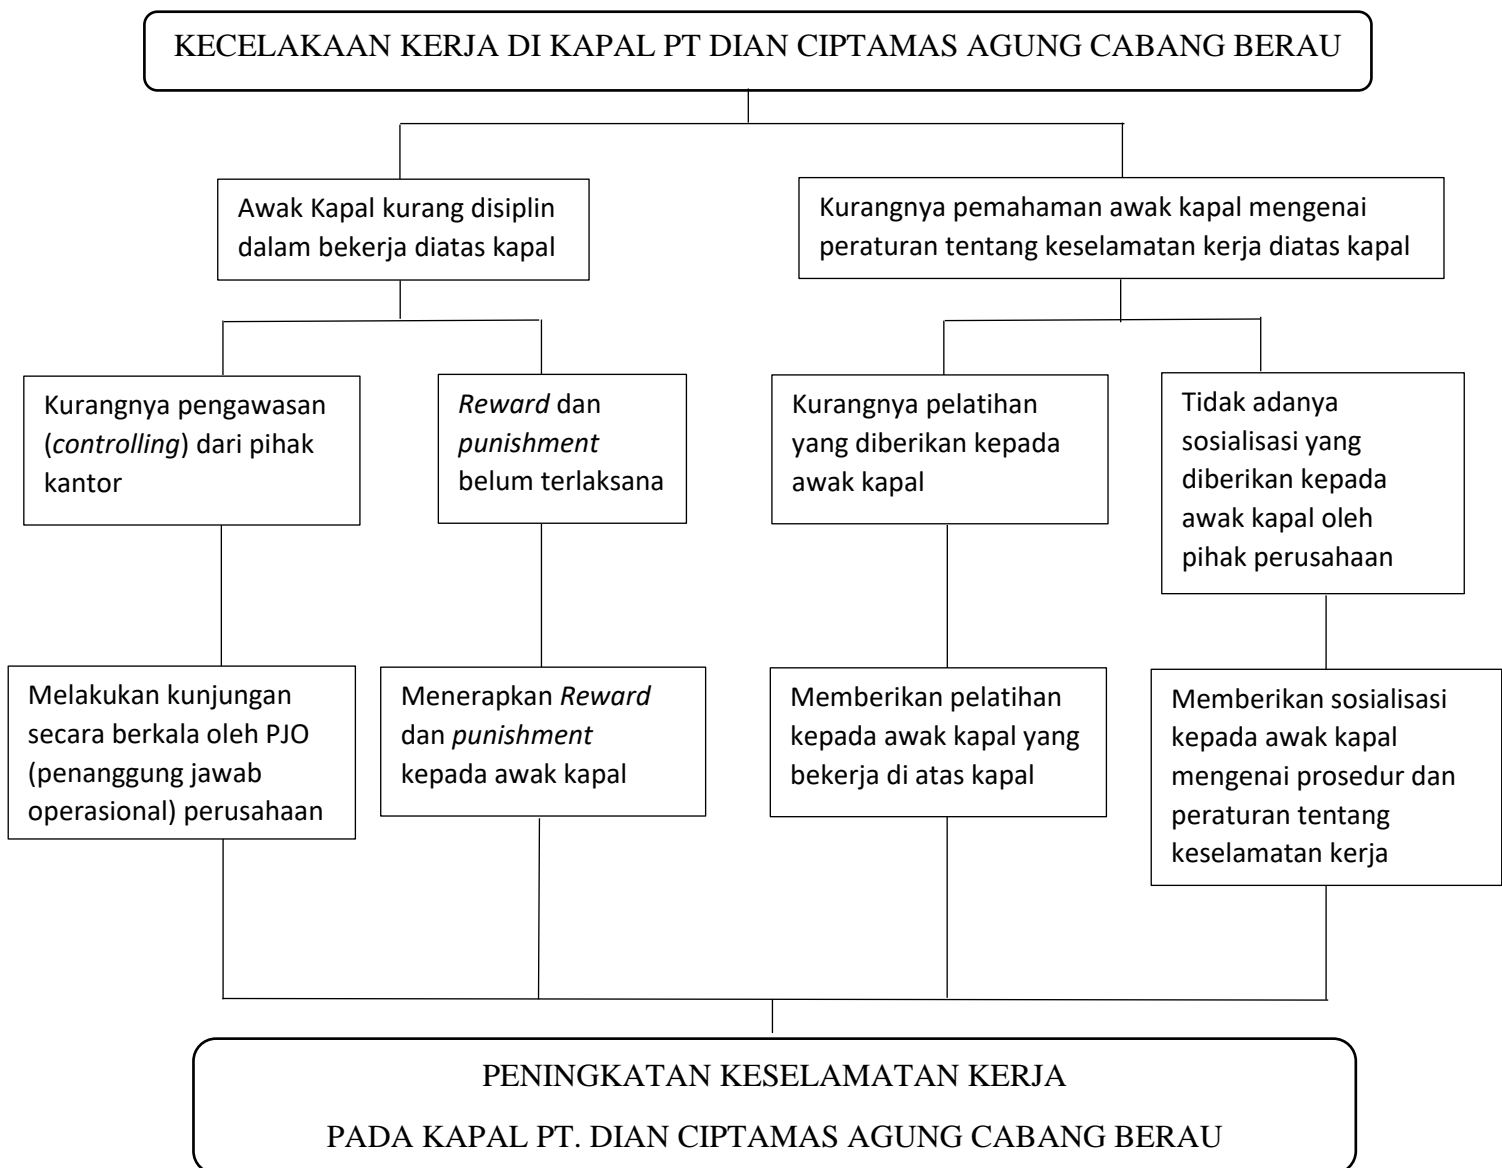 KECELAKAAN KERJA DI KAPAL PT DIAN CIPTAMAS AGUNG CABANG BERAU
Awak Kapal kurang disiplin
dalam bekerja diatas kapal
Kurangnya pemahaman awak kapal mengenai
peraturan tentang keselamatan kerja diatas kapal
Kurangnya pengawasan
(controlling) dari pihak
kantor
Reward dan
punishment
belum terlaksana
Kurangnya pelatihan
yang diberikan kepada
awak kapal
Tidak adanya
sosialisasi yang
diberikan kepada
awak kapal oleh
pihak perusahaan
Melakukan kunjungan
secara berkala oleh PJO
(penanggung jawab
operasional) perusahaan
Menerapkan Reward
dan punishment
kepada awak kapal
Memberikan pelatihan
kepada awak kapal yang
bekerja di atas kapal
Memberikan sosialisasi
kepada awak kapal
mengenai prosedur dan
peraturan tentang
keselamatan kerja
PENINGKATAN KESELAMATAN KERJA
PADA KAPAL PT. DIAN CIPTAMAS AGUNG CABANG BERAU